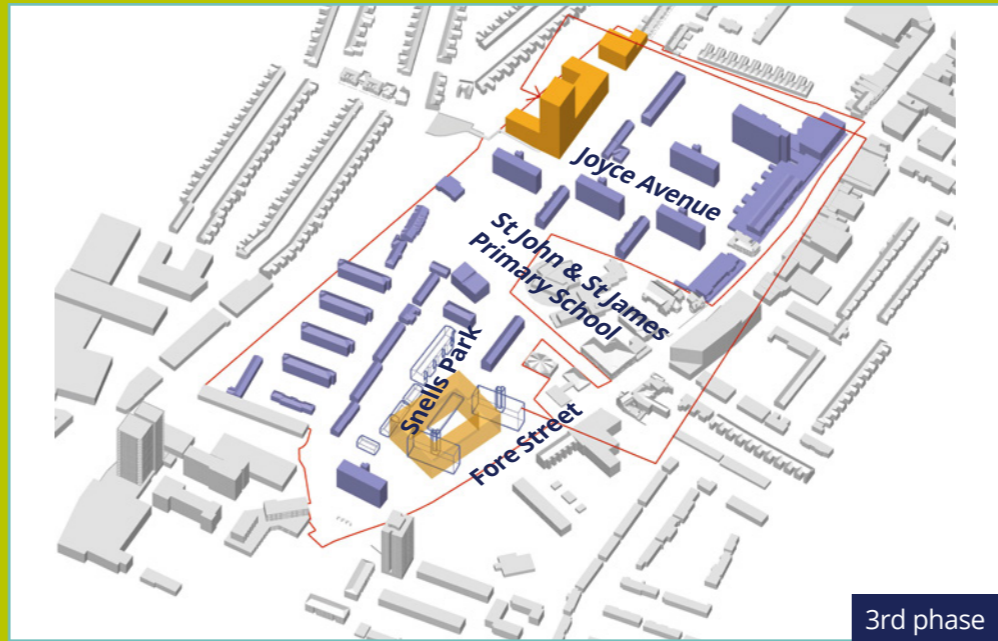 Joyce Avenue
St John & St James
Primary School
Snells Park
Fore Street
3rd phase